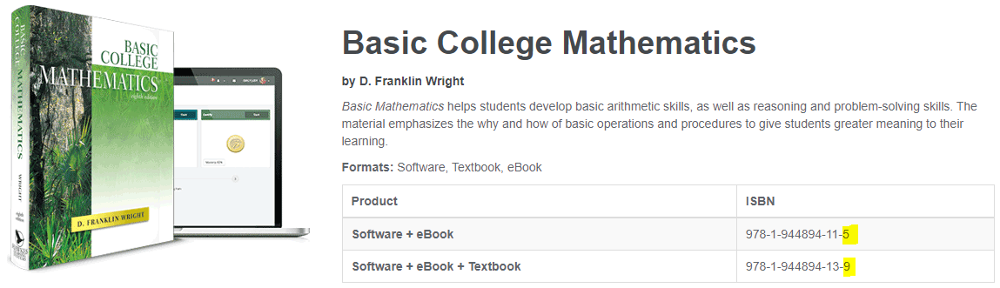 BASIC
COLLEGE
MATHEMATICS
eighth edition
D. FRANKLIN WRIGHT
BASIC COLLEGE MATHEMATICS
WRIGHT
eighth edition
Start
Certify
Start
Basic College Mathematics
by D. Franklin Wright
Basic Mathematics helps students develop basic arithmetic skills, as well as reasoning and problem-solving skills. The
material emphasizes the why and how of basic operations and procedures to give students greater meaning to their
learning.
Formats: Software, Textbook, eBook
Product ISBN
Software + eBook 978-1-944894-11-5
Software + eBook + Textbook 978-1-944894-13-9